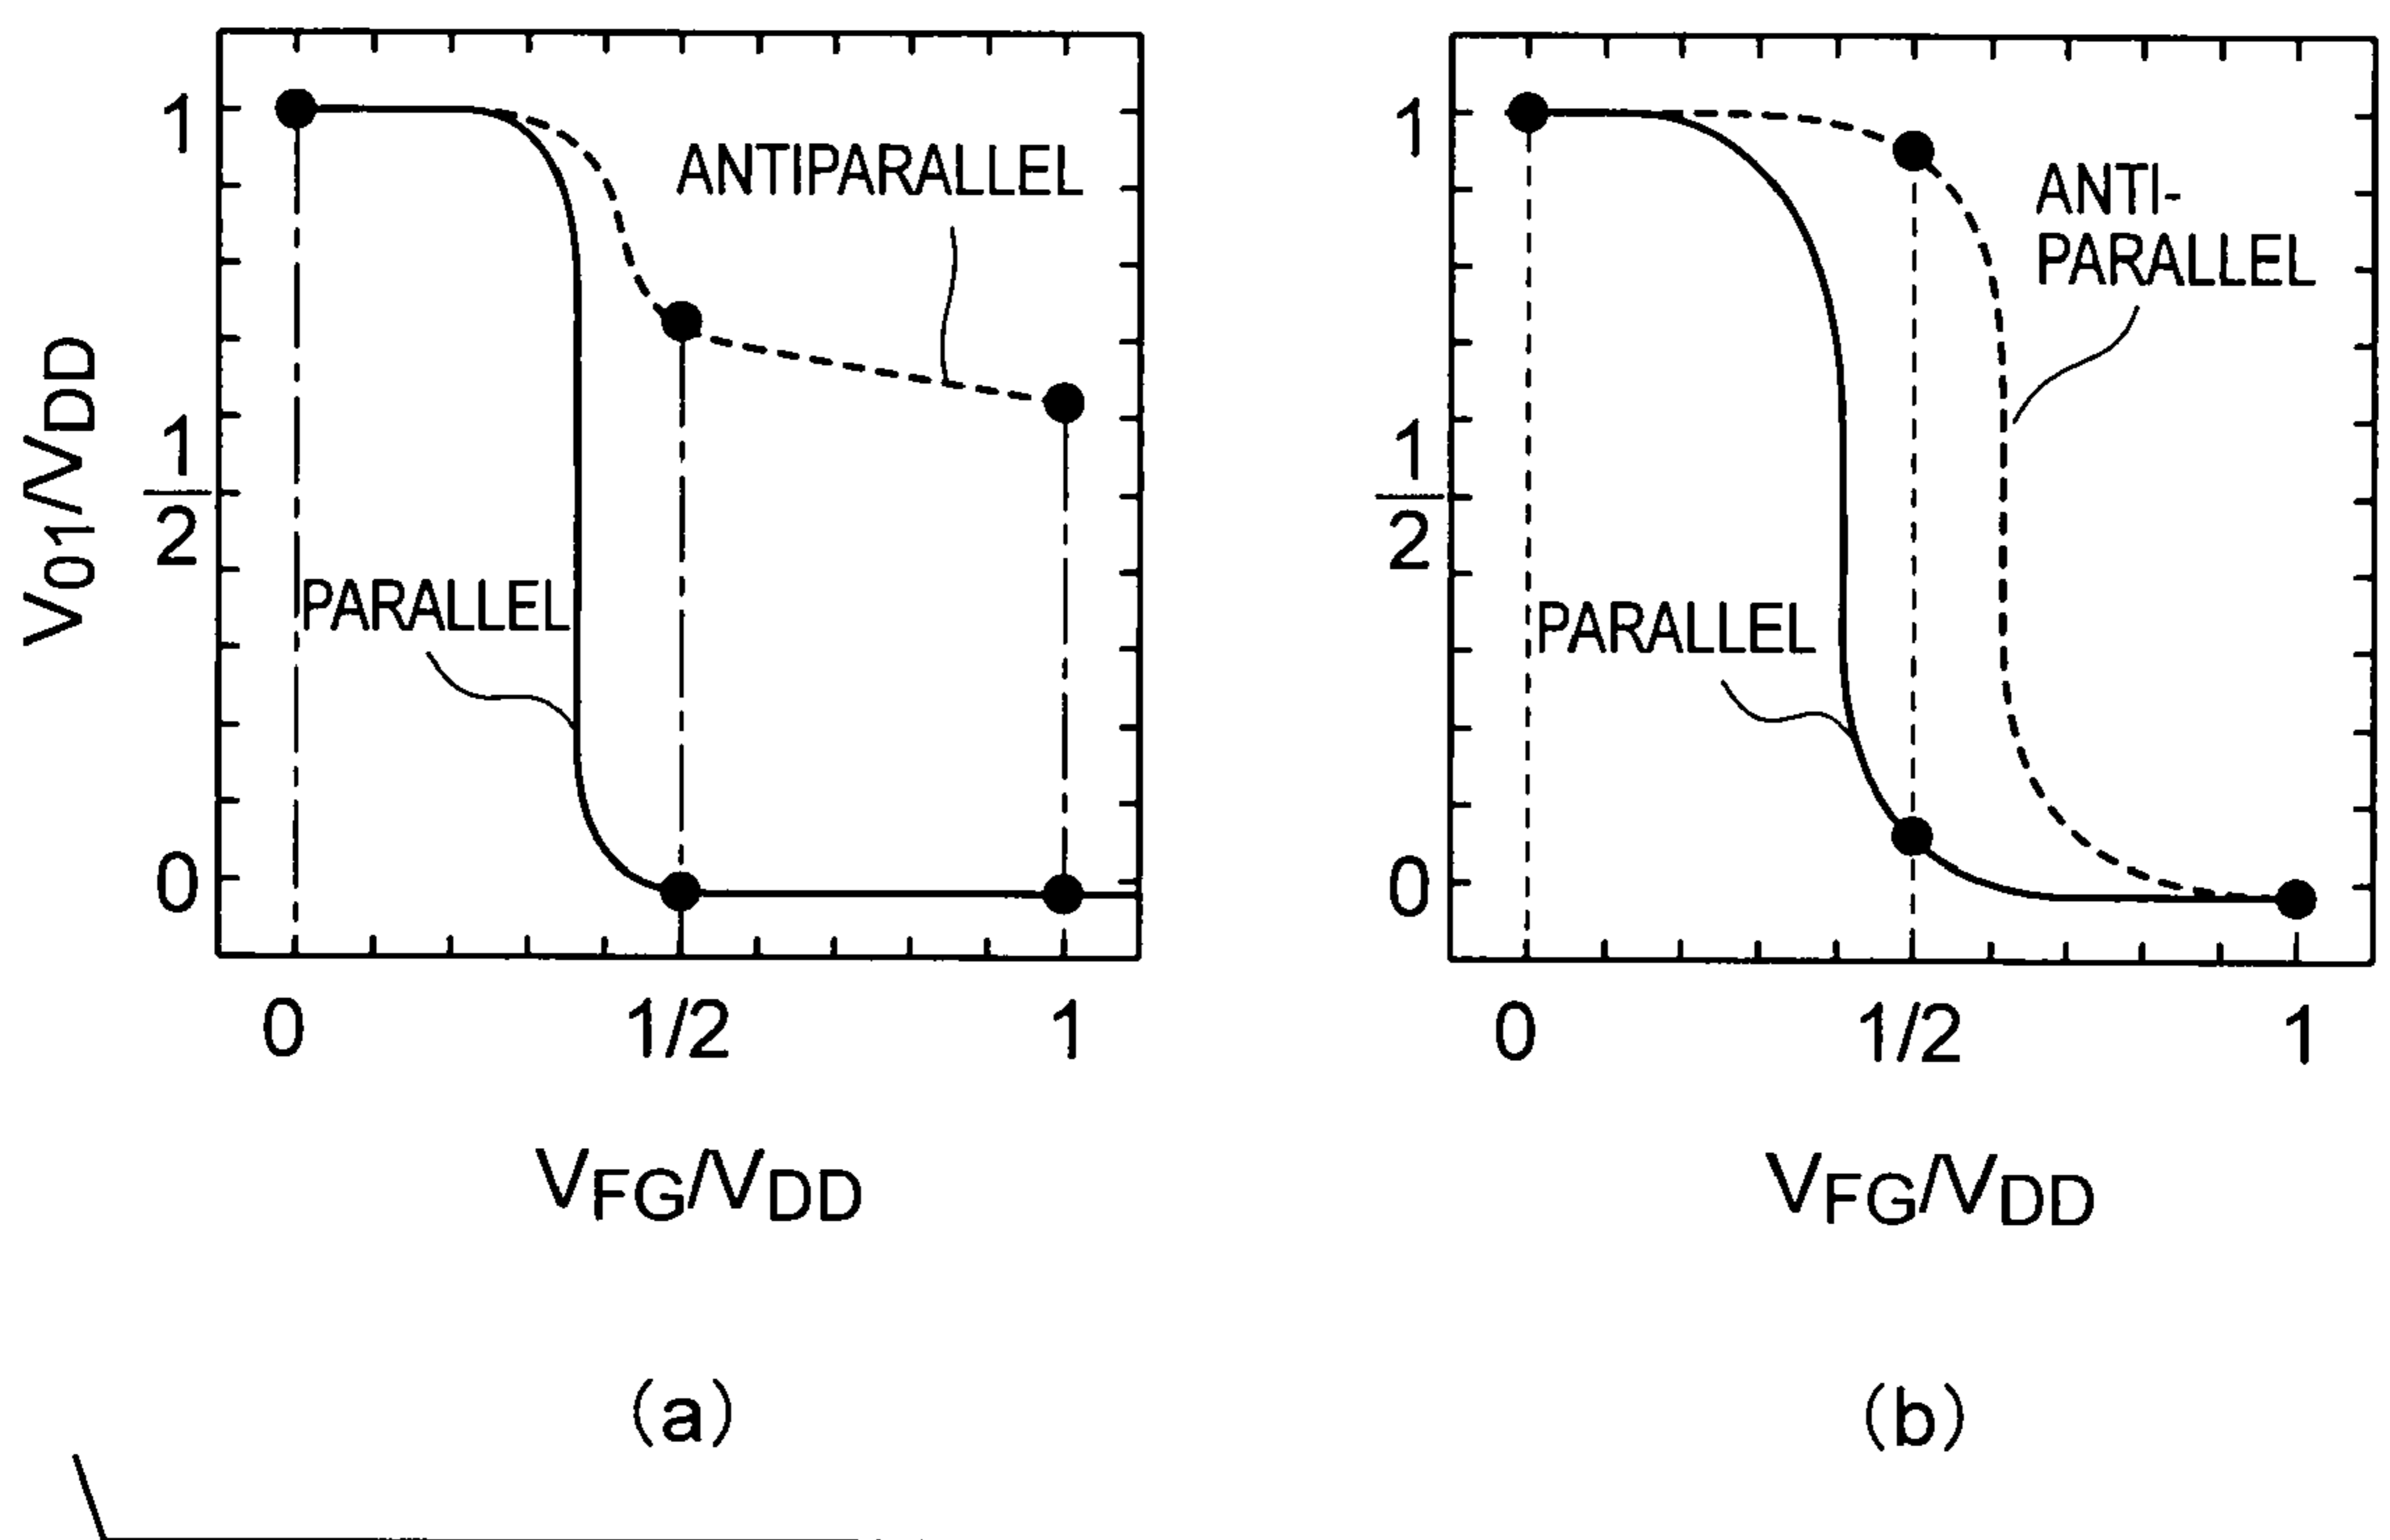 V01/VDD
1
1
2
0
ANTIPARALLEL
PARALLEL
0 1/2 1
VFG/VDD
(a)
1
1
2
0
ANTI-
PARALLEL
PARALLEL
0 1/2 1
VFG/VDD
(b)